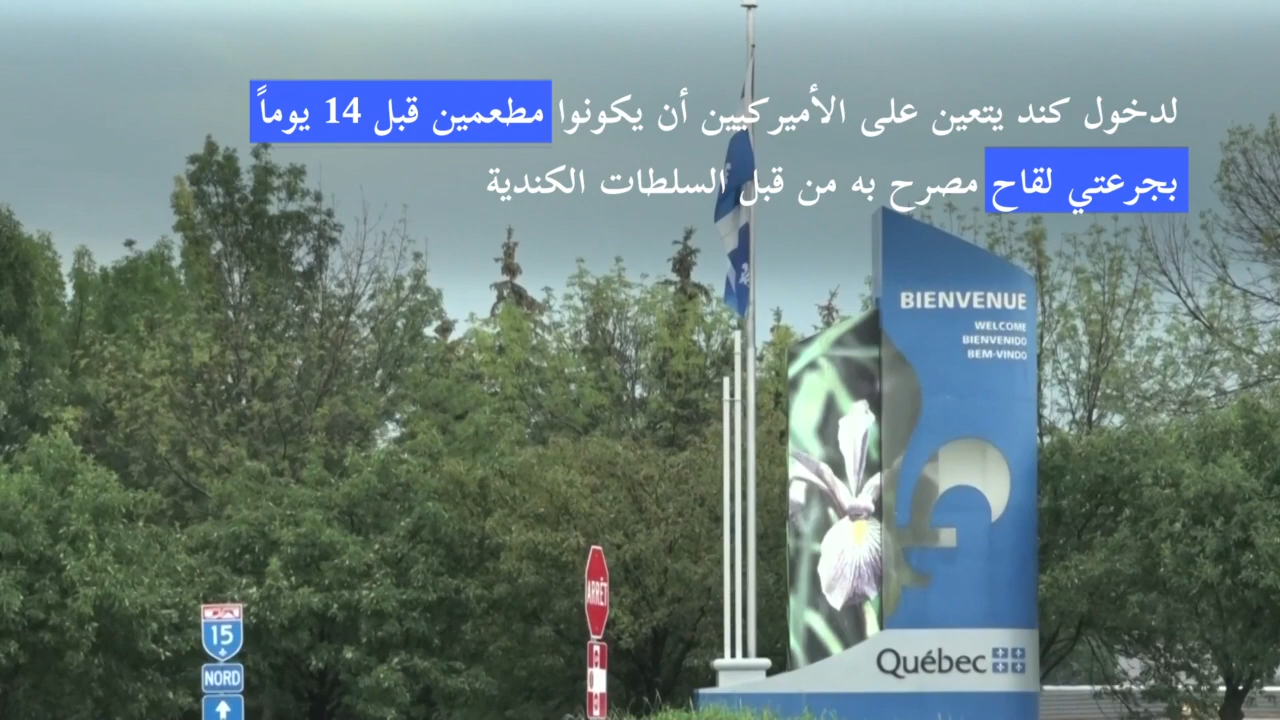 لدخول كند يتعين على الأميركيين أن يكونوا مطعمين قبل 14 يوماً
بجرعتي لقاح مصرح به من قبل السلطات الكندية
BIENVENUE
WELCOME
BIENVENIDO
BEM-VINDO
ARRÊT
15
NORD
Québec